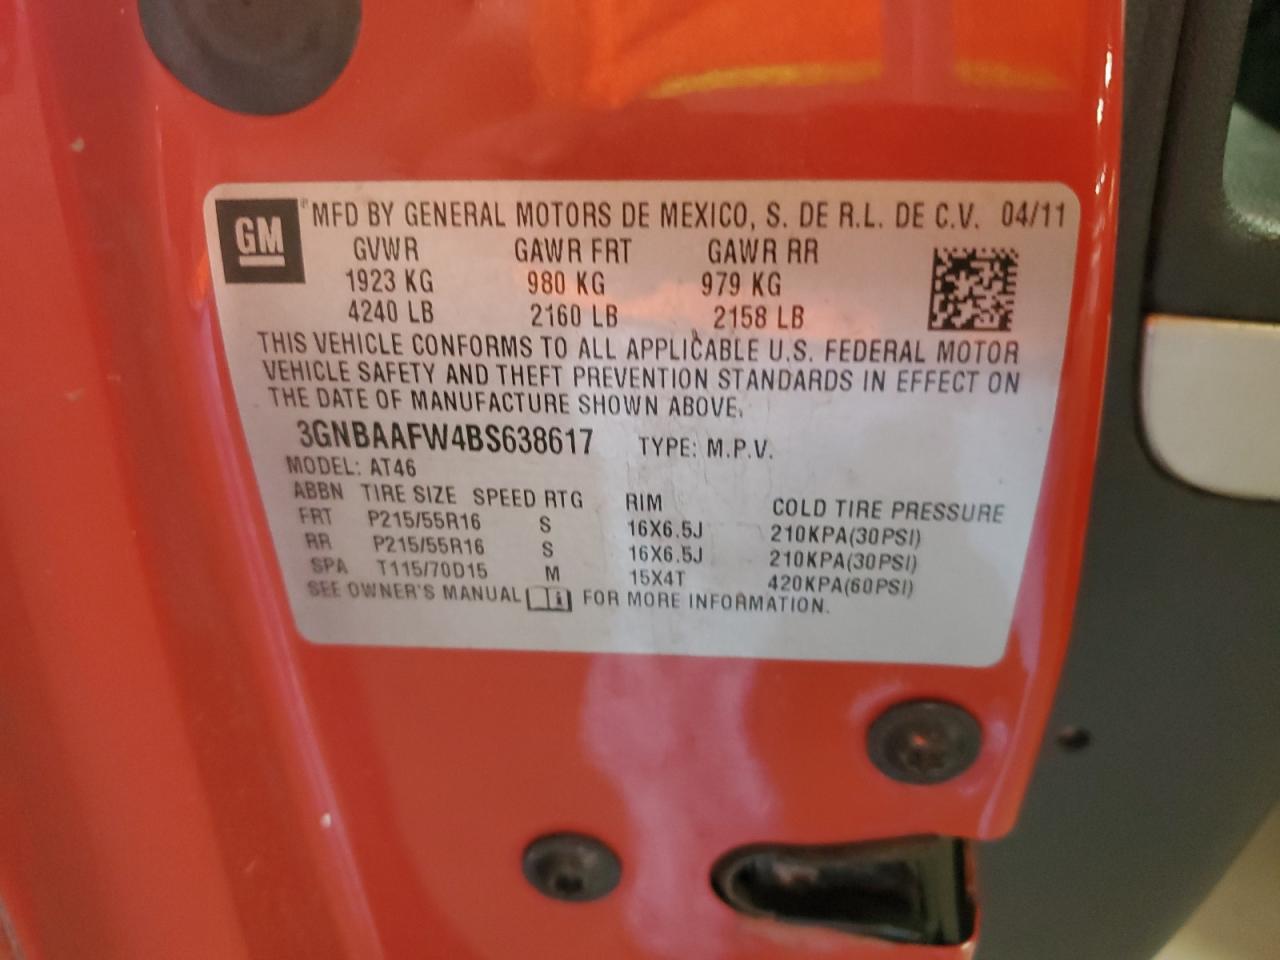 GM ® MFD BY GENERAL MOTORS DE MEXICO, S. DE R.L. DE C.V. 04/11
GVWR GAWR FRT GAWR RR
1923 KG 980 KG 979 KG
4240 LB 2160 LB 2158 LB
THIS VEHICLE CONFORMS TO ALL APPLICABLE U.S. FEDERAL MOTOR
VEHICLE SAFETY AND THEFT PREVENTION STANDARDS IN EFFECT ON
THE DATE OF MANUFACTURE SHOWN ABOVE.
3GNBAAFW4BS638617 TYPE: M.P.V.
MODEL: AT46
ABBN TIRE SIZE SPEED RTG RIM COLD TIRE PRESSURE
FRT P215/55R16 S 16X6.5J 210KPA(30PSI)
RR P215/55R16 S 16X6.5J 210KPA(30PSI)
SPA T115/70D15 M 15X4T 420KPA(60PSI)
SEE OWNER'S MANUAL i FOR MORE INFORMATION.